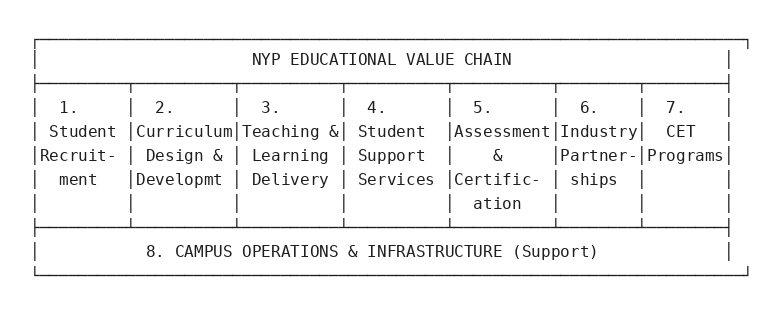 NYP EDUCATIONAL VALUE CHAIN
1. 2. 3. 4. 5. 6. 7.
Student Curriculum Teaching & Student Assessment Industry CET
Recruit- Design & Learning Support & Partner- Programs
ment Developmt Delivery Services Certific- ships
ation
8. CAMPUS OPERATIONS & INFRASTRUCTURE (Support)